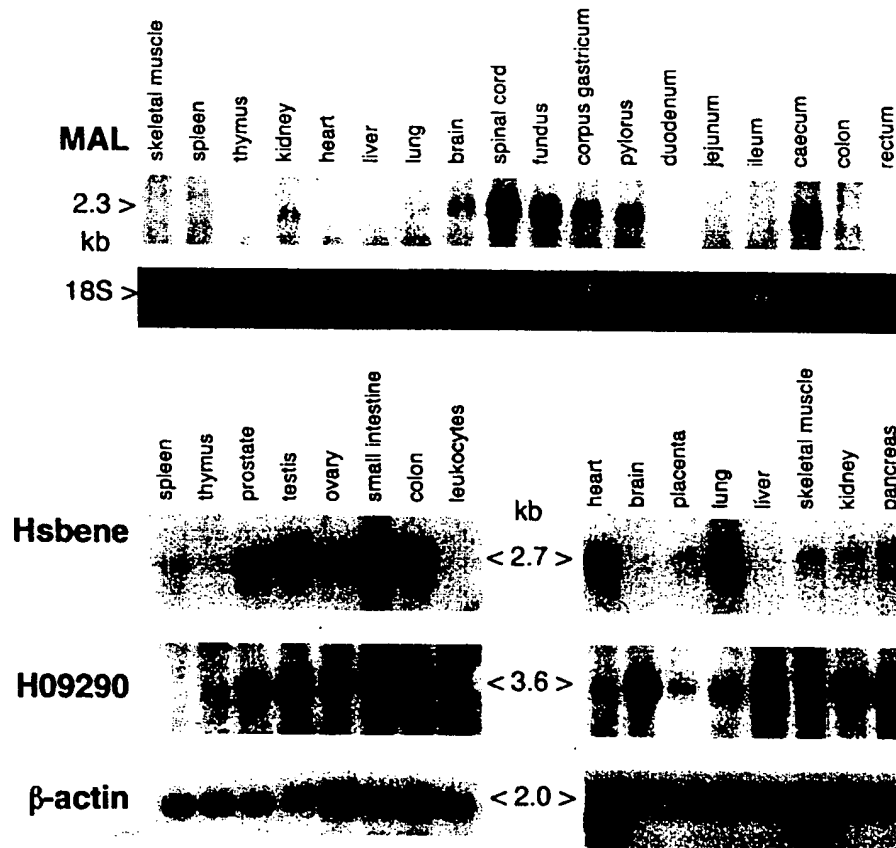 skeletal muscle
spleen
thymus
kidney
heart
liver
lung
brain
spinal cord
fundus
corpus gastricum
pylorus
duodenum
jejunum
ileum
caecum
colon
rectum
MAL
2.3 >
kb
18S >
spleen
thymus
prostate
testis
ovary
small intestine
colon
leukocytes
kb
heart
brain
placenta
lung
liver
skeletal muscle
kidney
pancreas
Hsbene
< 2.7 >
H09290
< 3.6 >
β-actin
< 2.0 >